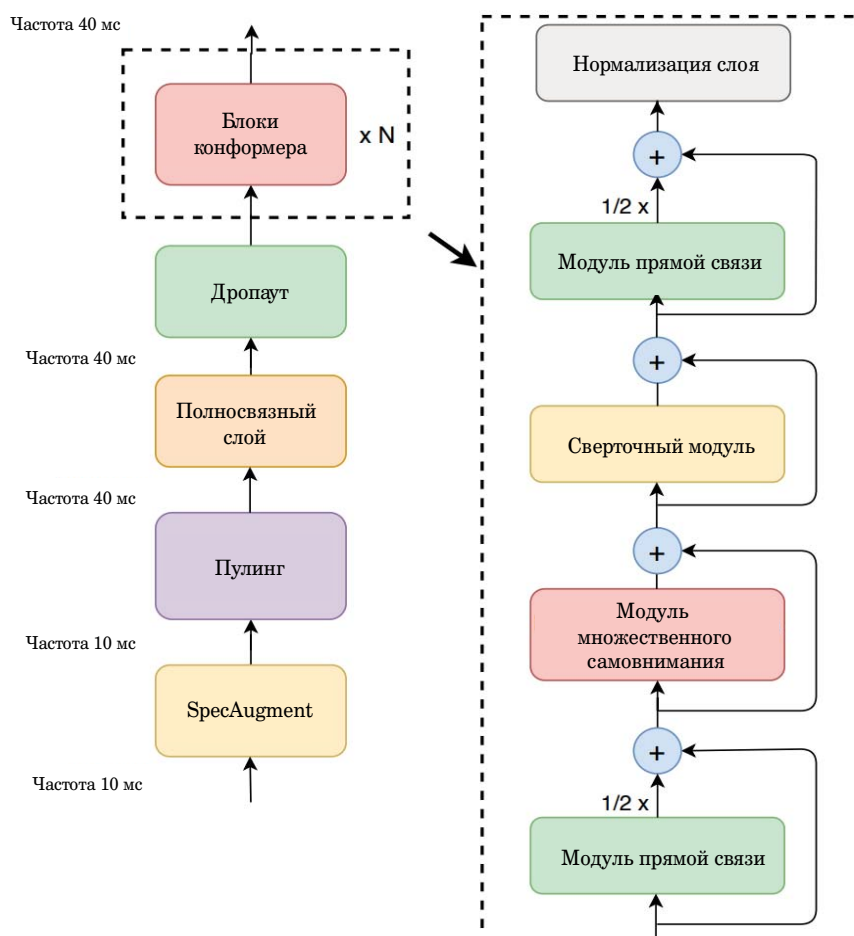 Частота 40 мс
Блоки
конформера
x N
Дропаут
Частота 40 мс
Полносвязный
слой
Частота 40 мс
Пулинг
Частота 10 мс
SpecAugment
Частота 10 мс
Нормализация слоя
+
1/2 x
Модуль прямой связи
+
Сверточный модуль
+
Модуль
множественного
самовнимания
+
1/2 x
Модуль прямой связи